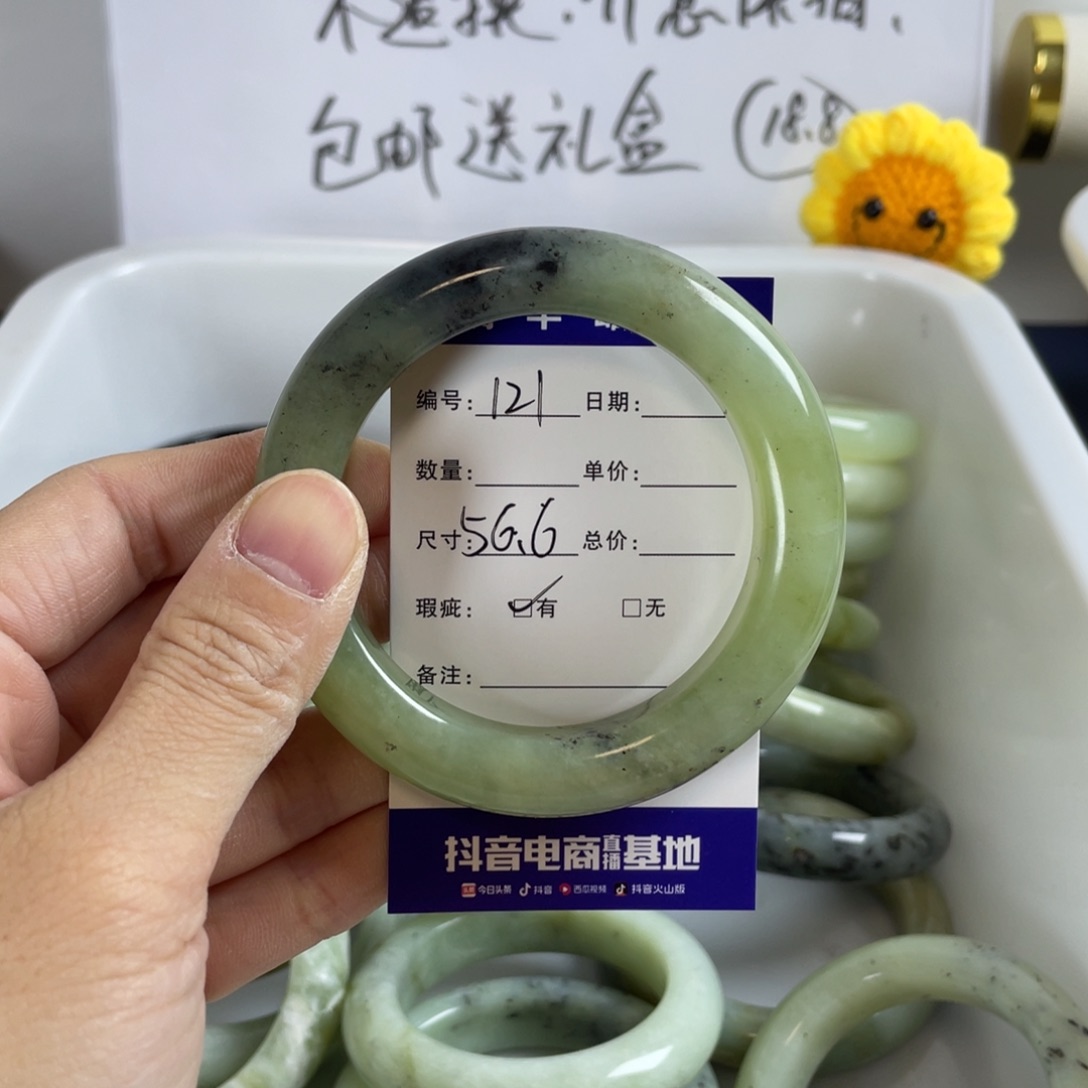 包邮送礼盒 (18.8
编号: 121 日期:
数量: 单价:
尺寸: 56.6 总价:
瑕疵: ☑有 □无
备注:
抖音电商直播基地
今日头条 抖音 西瓜视频 抖音火山版